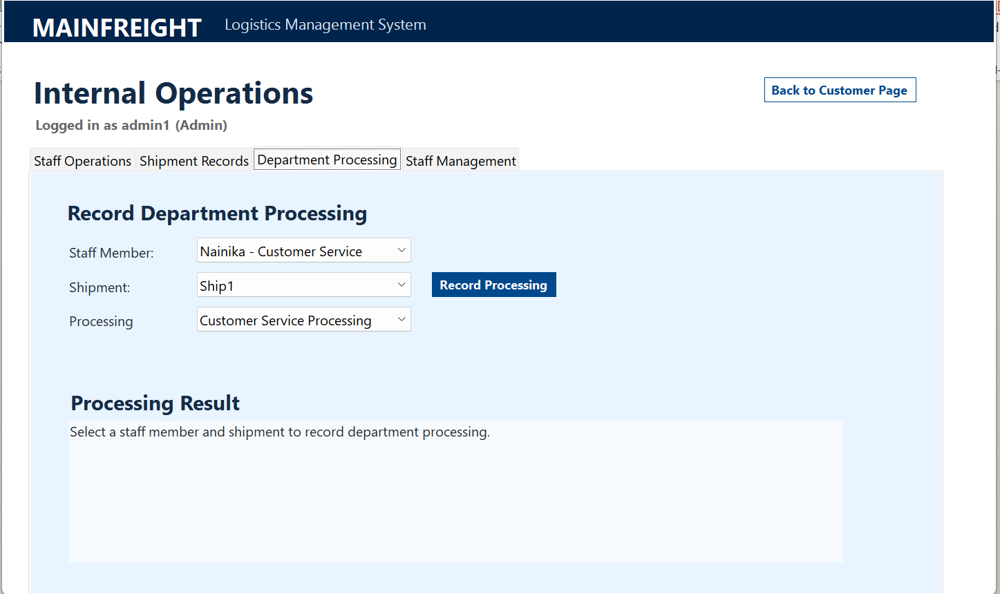 MAINFREIGHT Logistics Management System
Internal Operations
Back to Customer Page
Logged in as admin1 (Admin)
Staff Operations Shipment Records Department Processing Staff Management
Record Department Processing
Staff Member: Nainika - Customer Service
Shipment: Ship1 Record Processing
Processing Customer Service Processing
Processing Result
Select a staff member and shipment to record department processing.